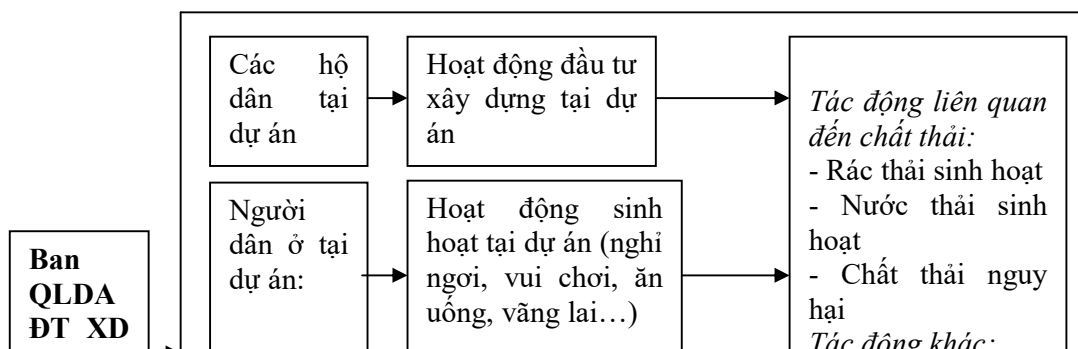 Các hộ
dân tại
dự án
Hoạt động đầu tư
xây dựng tại dự
án
Tác động liên quan
đến chất thải:
- Rác thải sinh hoạt
- Nước thải sinh
hoạt
- Chất thải nguy
hại
Tác động khác:
Người
dân ở tại
dự án:
Hoạt động sinh
hoạt tại dự án (nghỉ
ngơi, vui chơi, ăn
uống, vãng lai…)
Ban
QLDA
ĐT XD